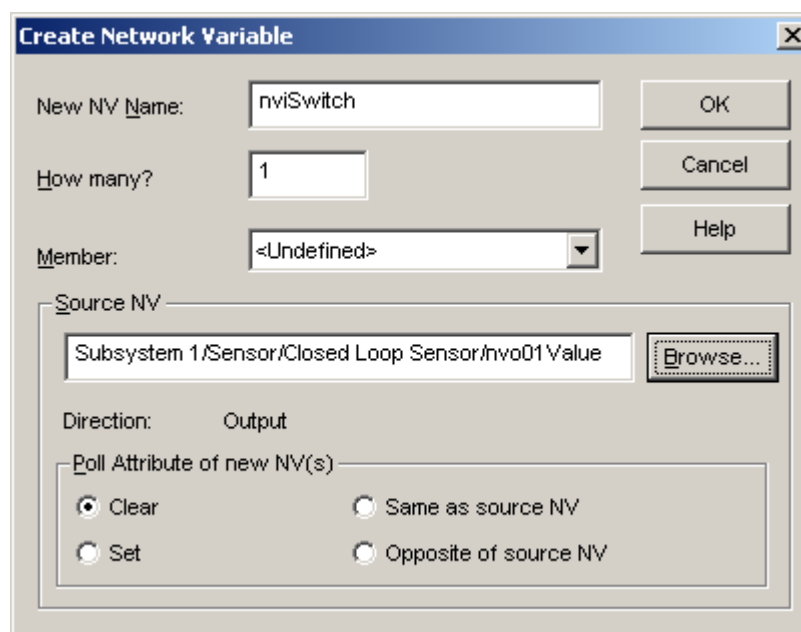 Create Network Variable
New NV Name:
nviSwitch
OK
How many?
1
Cancel
Member:
<Undefined>
Help
Source NV
Subsystem 1/Sensor/Closed Loop Sensor/nvo01Value
Browse...
Direction:
Output
Poll Attribute of new NV(s)
Clear
Same as source NV
Set
Opposite of source NV